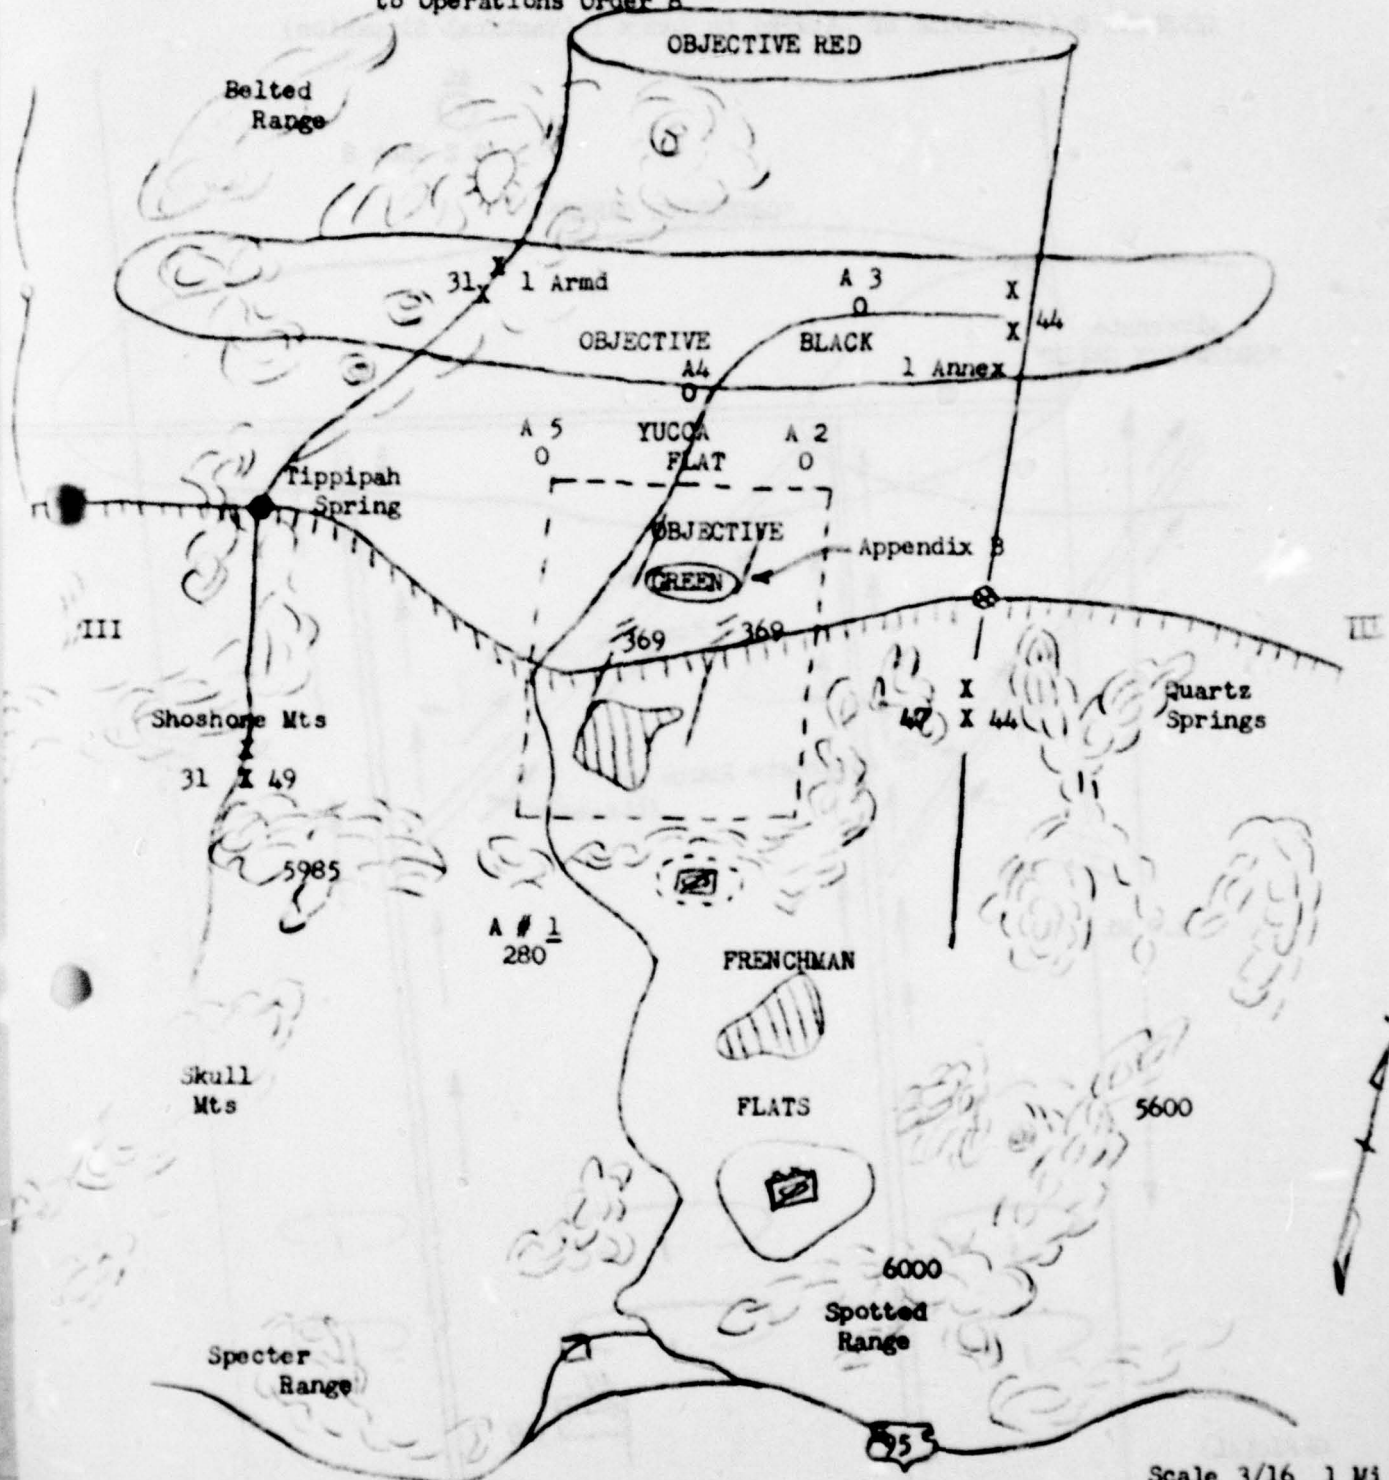 to Operations Order B
OBJECTIVE RED
Belted
Range
31 1 Armd
A 3
OBJECTIVE BLACK
44
1 Annex
A4
A 5 YUCCA A 2
FLAT
Tippipah
Spring
OBJECTIVE
GREEN
Appendix B
III
369 369
III
Shoshone Mts
Quartz
Springs
44
31 49
5985
A # 1
280
FRENCHMAN
Skull
Mts
FLATS
5600
6000
Spotted
Range
Specter
Range
95
Scale 3/16 1 Mi